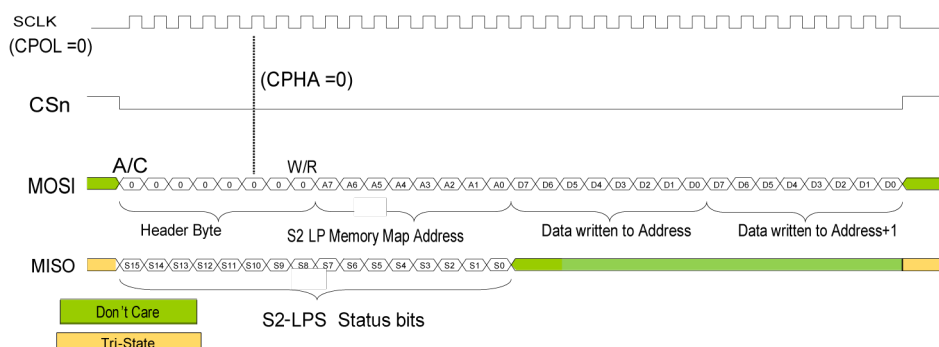 SCLK
(CPOL =0)
(CPHA =0)
CSn
A/C
W/R
MOSI
0 0 0 0 0 0 0 0 A7 A6 A5 A4 A3 A2 A1 A0 D7 D6 D5 D4 D3 D2 D1 D0 D7 D6 D5 D4 D3 D2 D1 D0
Header Byte
S2 LP Memory Map Address
Data written to Address
Data written to Address+1
MISO
S15 S14 S13 S12 S11 S10 S9 S8 S7 S6 S5 S4 S3 S2 S1 S0
S2-LPS Status bits
Don't Care
Tri-State